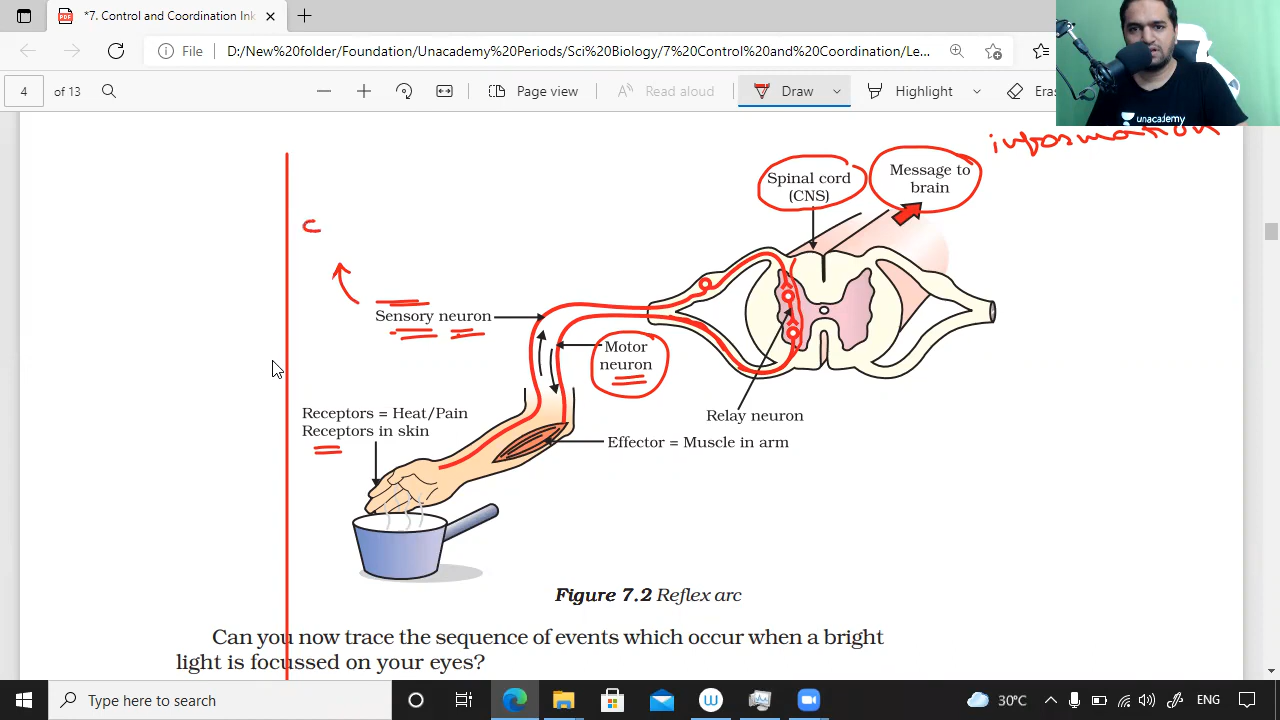 *7. Control and Coordination Ink
File
D:/New%20folder/Foundation/Unacademy%20Periods/Sci%20Biology/7%20Control%20and%20Coordination/Le...
4
of 13
Page view
Read aloud
Draw
Highlight
Eras
unacademy
information
Spinal cord
(CNS)
Message to
brain
C
Sensory neuron
Motor
neuron
Relay neuron
Receptors = Heat/Pain
Receptors in skin
Effector = Muscle in arm
Figure 7.2 Reflex arc
Can you now trace the sequence of events which occur when a bright
light is focussed on your eyes?
Type here to search
30°C
ENG